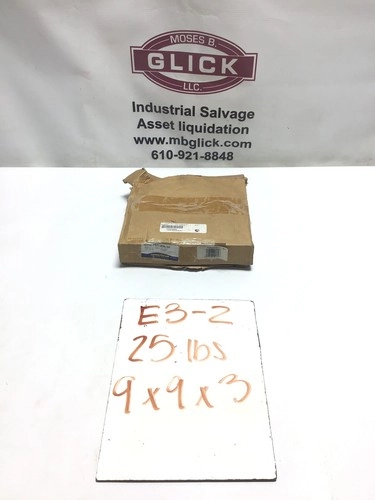 MOSES B.
GLICK
LLC.
Industrial Salvage
Asset liquidation
www.mbglick.com
610-921-8848
E3-2
25 lbs
9x9x3